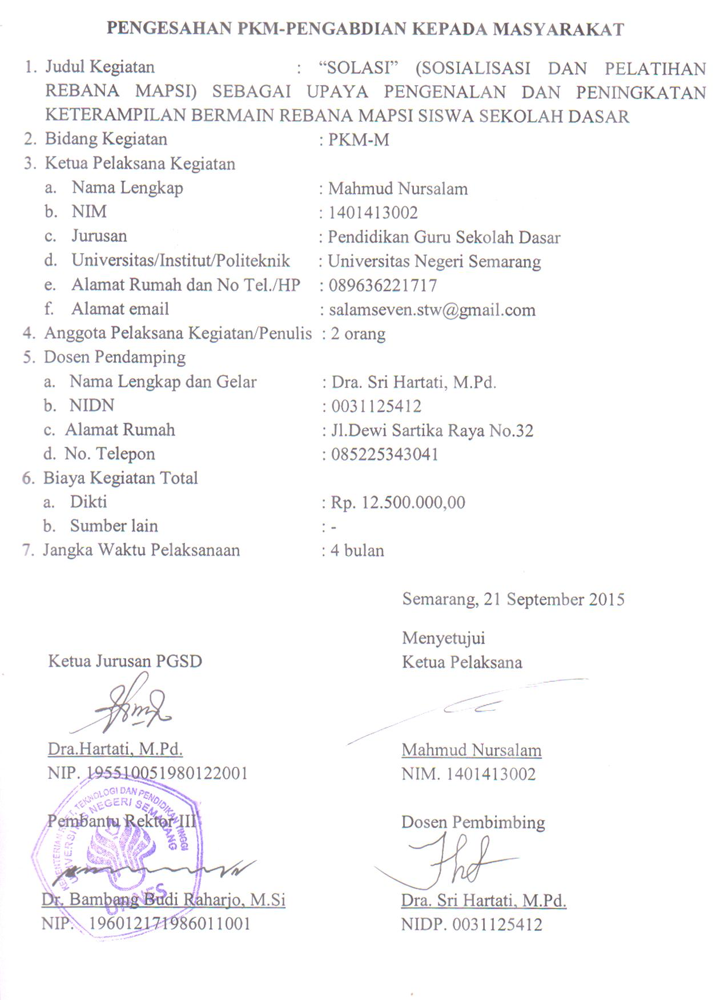 PENGESAHAN PKM-PENGABDIAN KEPADA MASYARAKAT
1. Judul Kegiatan : “SOLASI” (SOSIALISASI DAN PELATIHAN
REBANA MAPSI) SEBAGAI UPAYA PENGENALAN DAN PENINGKATAN
KETERAMPILAN BERMAIN REBANA MAPSI SISWA SEKOLAH DASAR
2. Bidang Kegiatan : PKM-M
3. Ketua Pelaksana Kegiatan
a. Nama Lengkap : Mahmud Nursalam
b. NIM : 1401413002
c. Jurusan : Pendidikan Guru Sekolah Dasar
d. Universitas/Institut/Politeknik : Universitas Negeri Semarang
e. Alamat Rumah dan No Tel./HP : 089636221717
f. Alamat email : salamseven.stw@gmail.com
4. Anggota Pelaksana Kegiatan/Penulis : 2 orang
5. Dosen Pendamping
a. Nama Lengkap dan Gelar : Dra. Sri Hartati, M.Pd.
b. NIDN : 0031125412
c. Alamat Rumah : Jl.Dewi Sartika Raya No.32
d. No. Telepon : 085225343041
6. Biaya Kegiatan Total
a. Dikti : Rp. 12.500.000,00
b. Sumber lain : -
7. Jangka Waktu Pelaksanaan : 4 bulan
Semarang, 21 September 2015
Menyetujui
Ketua Jurusan PGSD Ketua Pelaksana
Dra.Hartati, M.Pd. Mahmud Nursalam
NIP. 195510051980122001 NIM. 1401413002
KEMENTERIAN RISET, TEKNOLOGI DAN PENDIDIKAN TINGGI
UNIVERSITAS NEGERI SEMARANG
Pembantu Rektor III Dosen Pembimbing
UNNES
Dr. Bambang Budi Raharjo, M.Si Dra. Sri Hartati, M.Pd.
NIP. 196012171986011001 NIDP. 0031125412